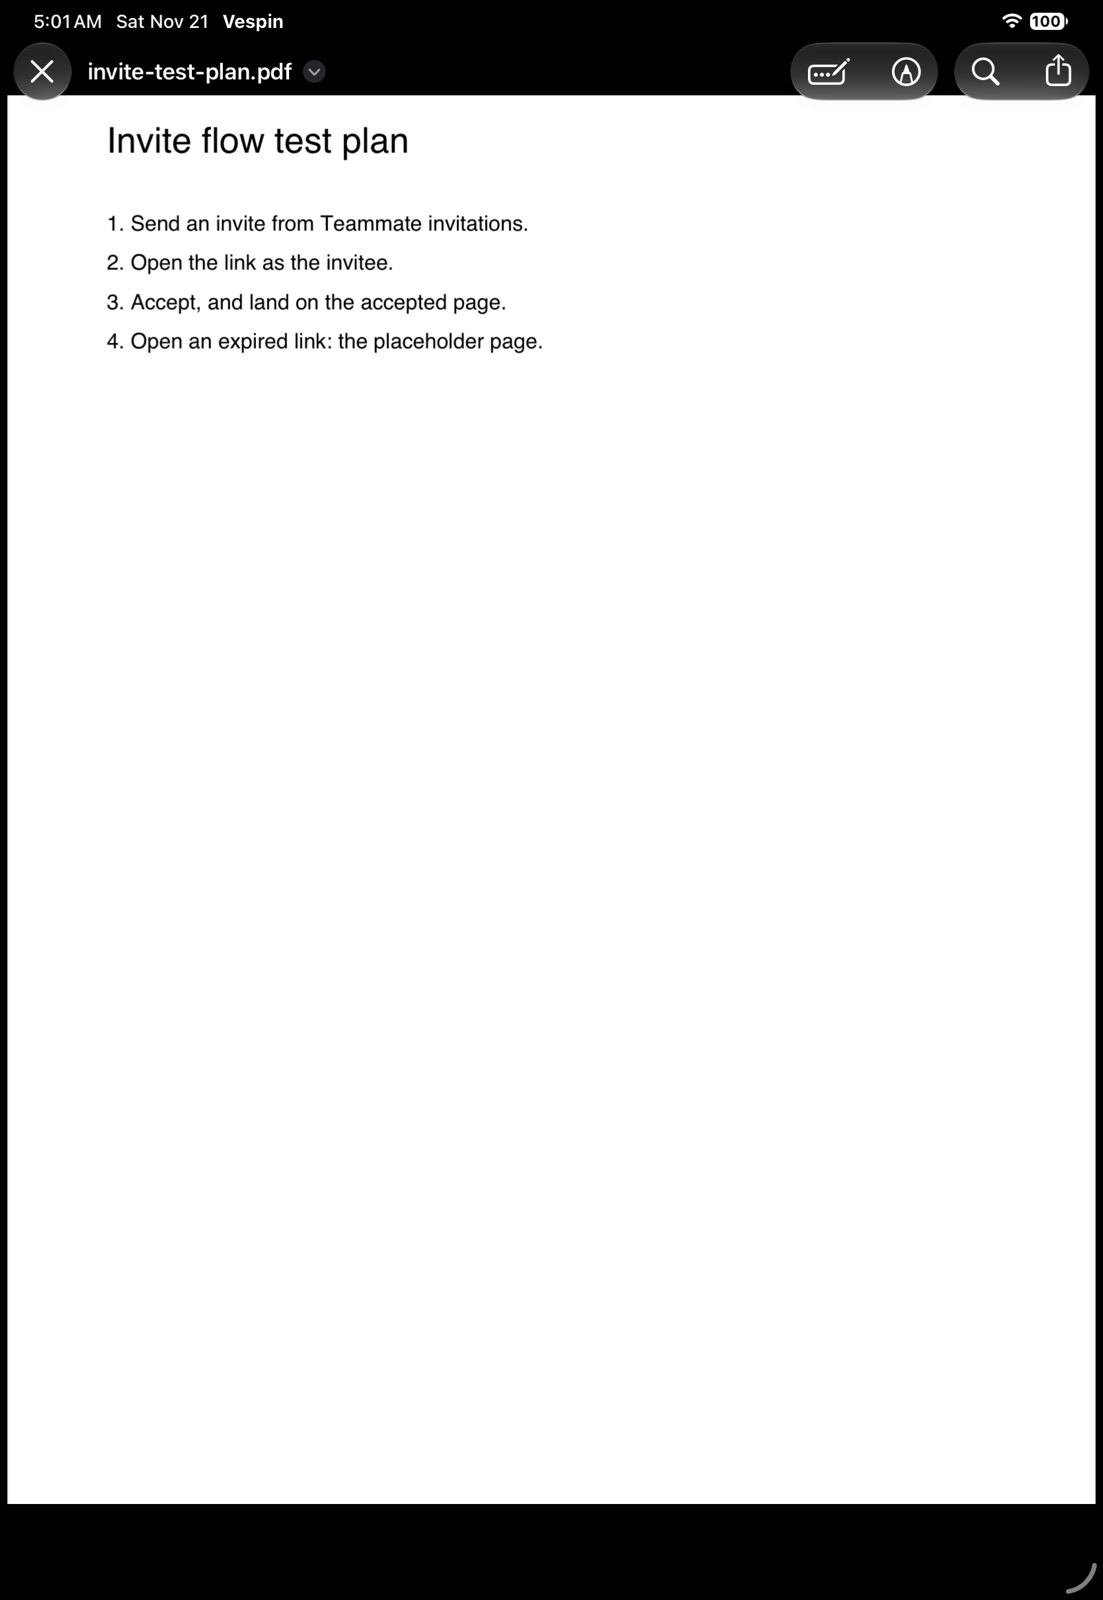 5:01 AM Sat Nov 21 Vespin
100
invite-test-plan.pdf
Invite flow test plan
1. Send an invite from Teammate invitations.
2. Open the link as the invitee.
3. Accept, and land on the accepted page.
4. Open an expired link: the placeholder page.